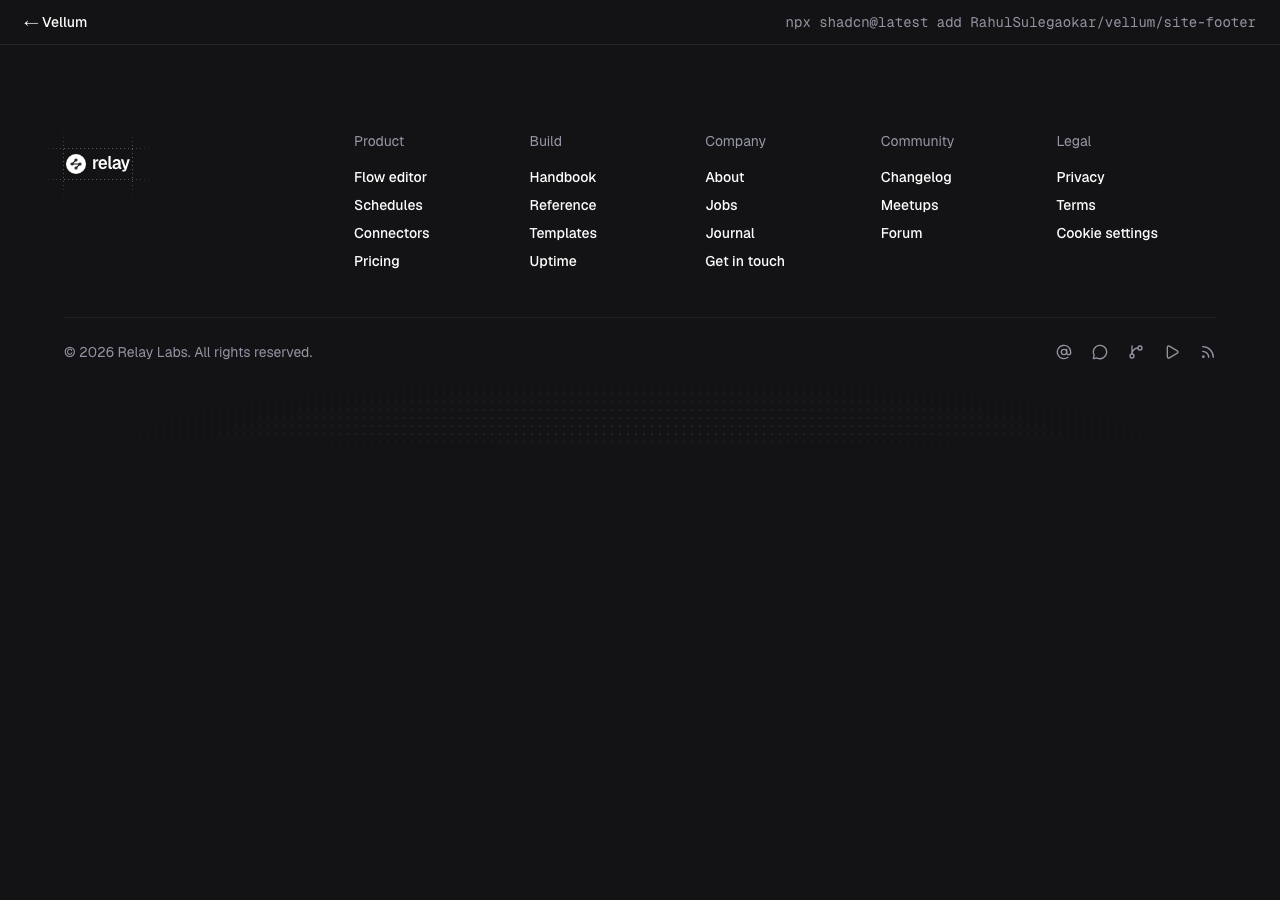 ← Vellum
npx shadcn@latest add RahulSulegaokar/vellum/site-footer
relay
Product
Flow editor
Schedules
Connectors
Pricing
Build
Handbook
Reference
Templates
Uptime
Company
About
Jobs
Journal
Get in touch
Community
Changelog
Meetups
Forum
Legal
Privacy
Terms
Cookie settings
© 2026 Relay Labs. All rights reserved.